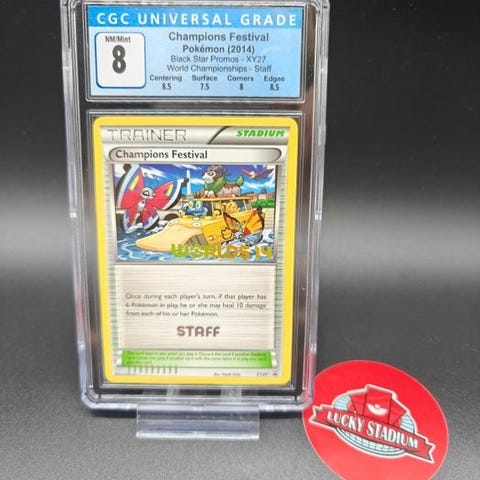 CGC UNIVERSAL GRADE
NM/Mint
8
Champions Festival
Pokémon (2014)
Black Star Promos - XY27
World Championships - Staff
Centering Surface Corners Edges
8.5 7.5 8 8.5
TRAINER STADIUM
Champions Festival
WORLDS14
Once during each player's turn, if that player has
6 Pokémon in play, he or she may heal 10 damage
from each of his or her Pokémon.
STAFF
XY27
LUCKY STADIUM